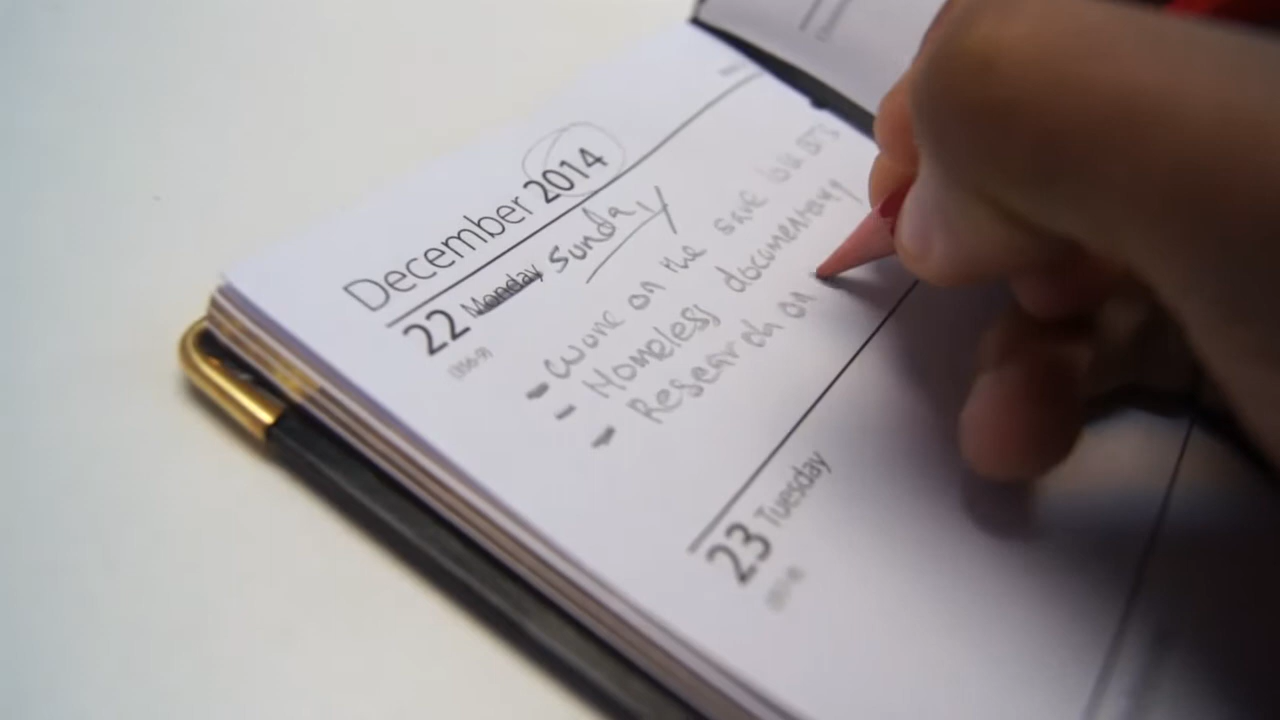 December 2014
22 Monday Sunday
- Work on the save
- Homeless documentary
- Research on
23 Tuesday